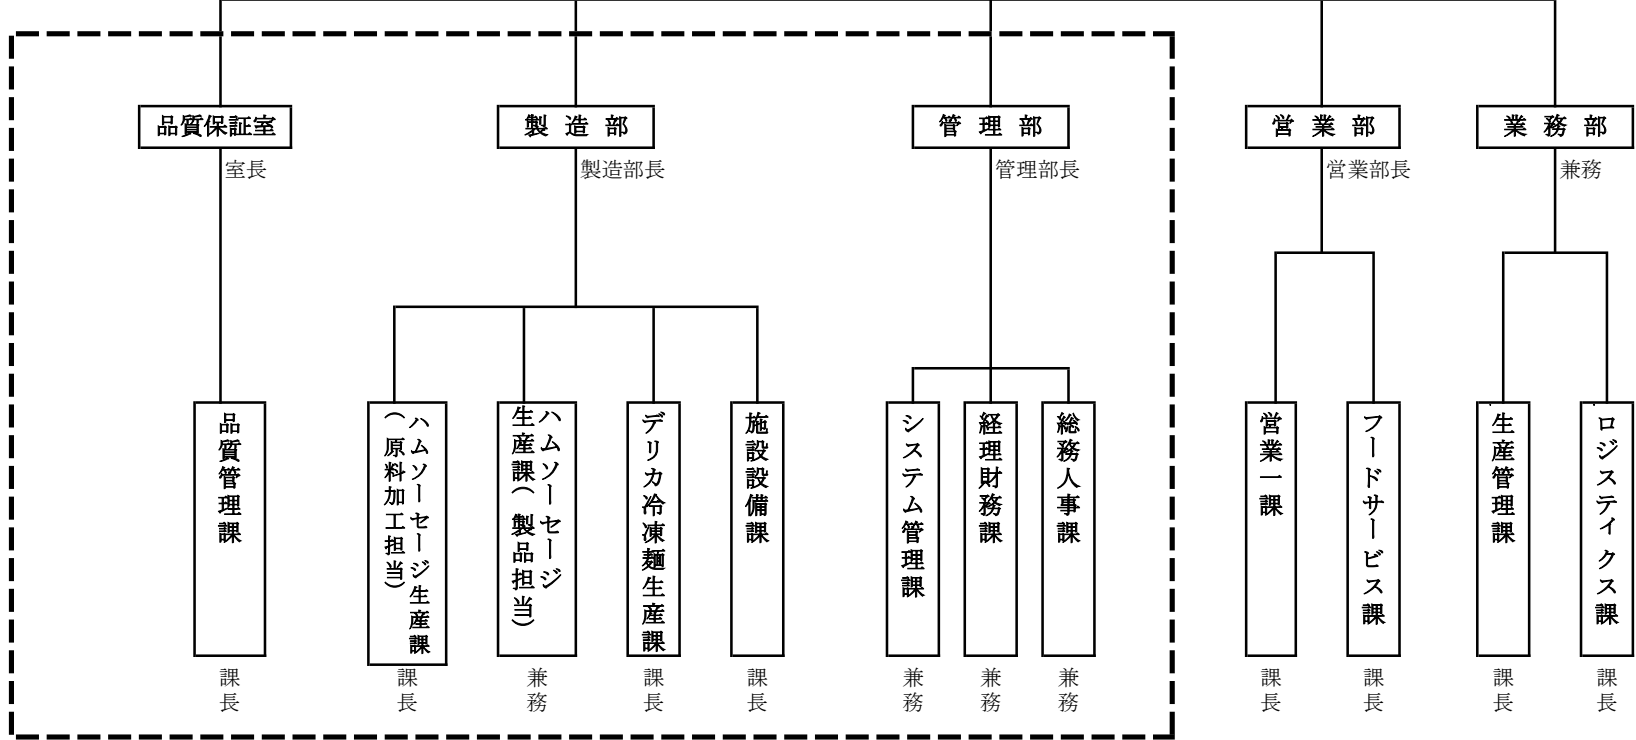 品質保証室
製造部
管理部
営業部
業務部
室長
製造部長
管理部長
営業部長
兼務
品質管理課
ハムソーセージ生産課
（原料加工担当）
ハムソーセージ
生産課（製品担当）
デリカ冷凍麺生産課
施設設備課
システム管理課
経理財務課
総務人事課
営業一課
フードサービス課
生産管理課
ロジスティクス課
課長
課長
兼務
課長
課長
兼務
兼務
兼務
課長
課長
課長
課長